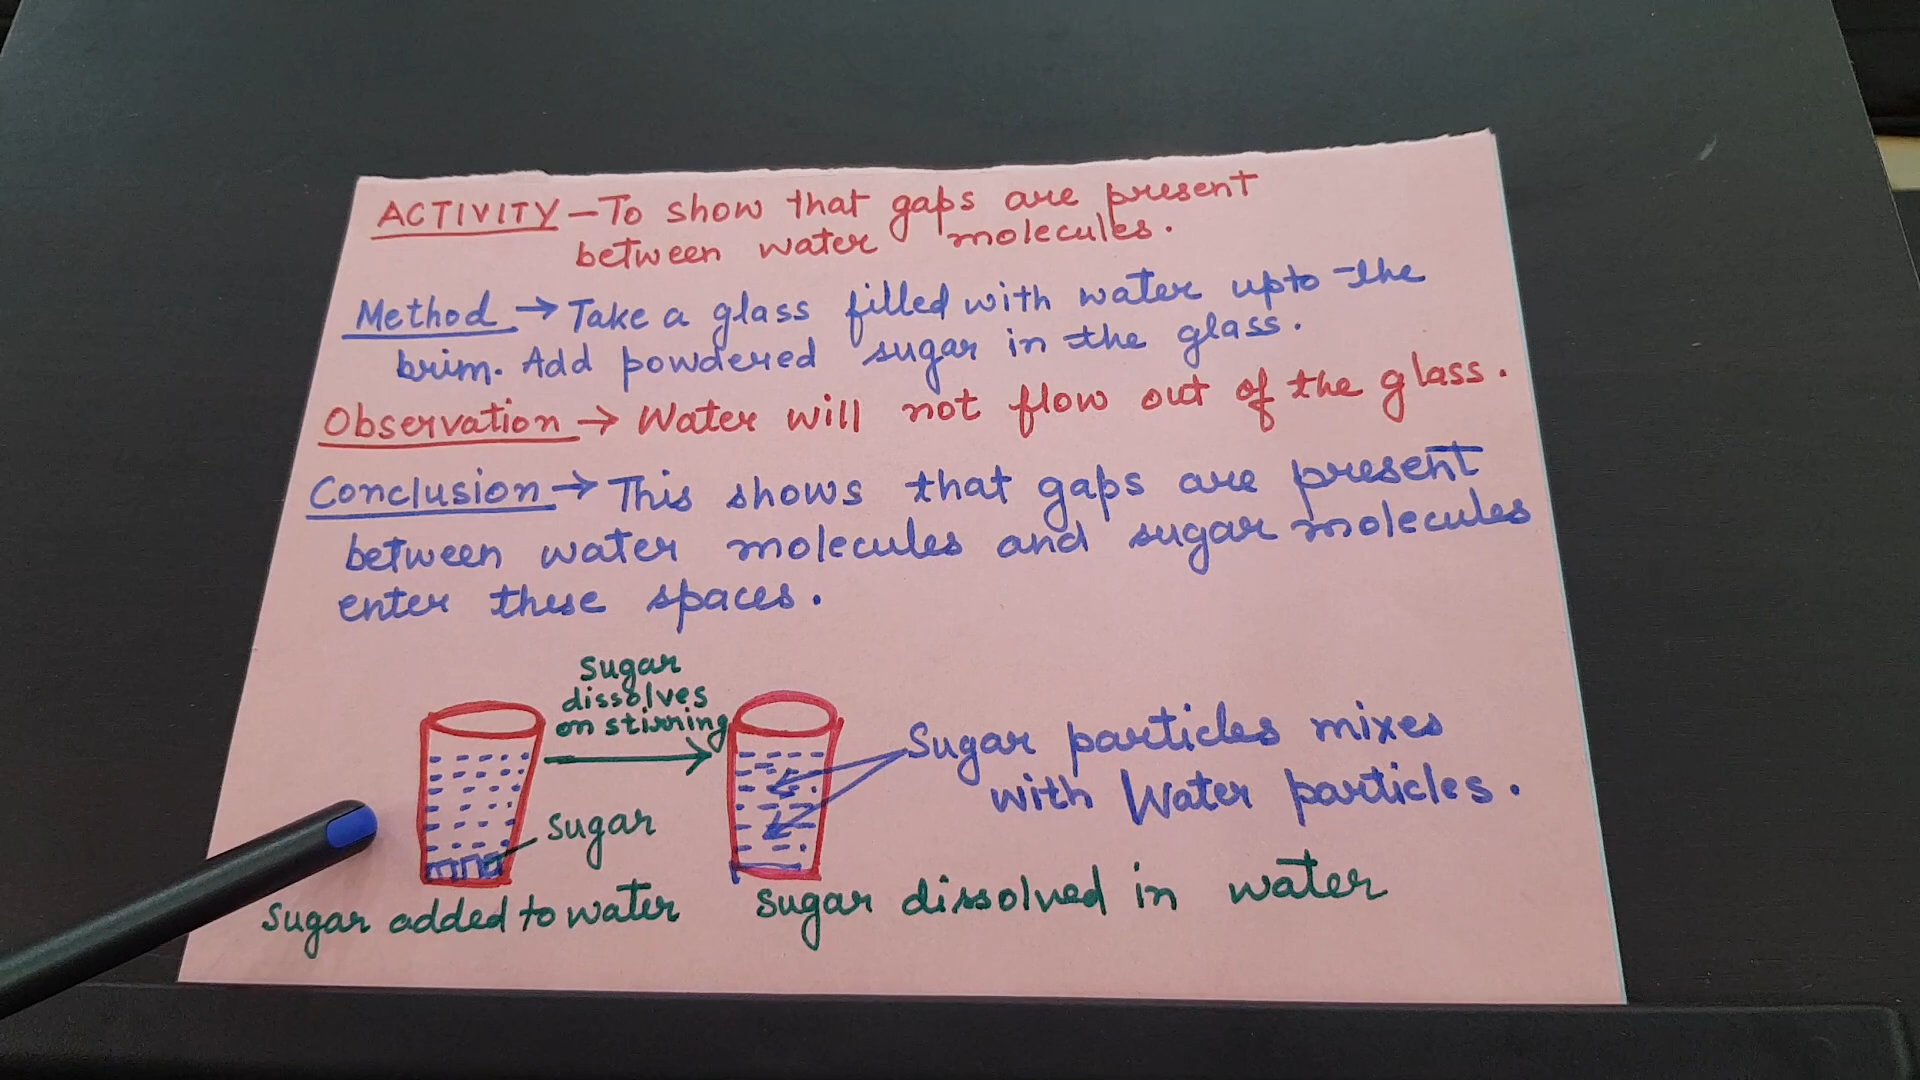 ACTIVITY - To show that gaps are present
between water molecules.
Method → Take a glass filled with water upto the
brim. Add powdered sugar in the glass.
Observation → Water will not flow out of the glass.
Conclusion → This shows that gaps are present
between water molecules and sugar molecules
enter these spaces.
Sugar
dissolves
on stirring
Sugar particles mixes
with Water particles.
Sugar
Sugar added to water
Sugar dissolved in water